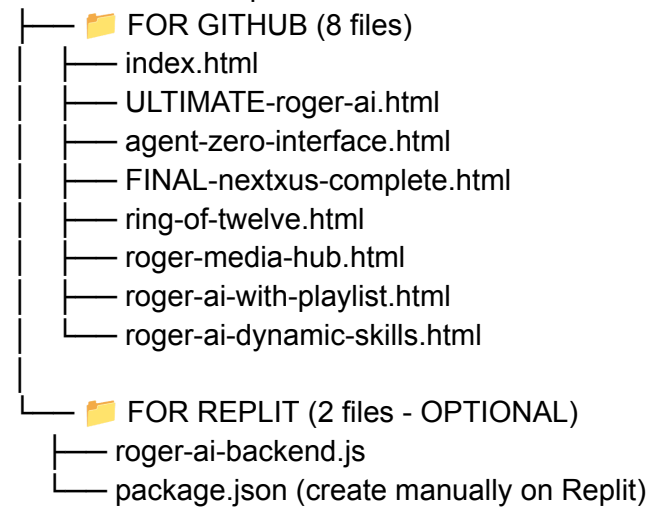 ├── 📁 FOR GITHUB (8 files)
│   ├── index.html
│   ├── ULTIMATE-roger-ai.html
│   ├── agent-zero-interface.html
│   ├── FINAL-nextxus-complete.html
│   ├── ring-of-twelve.html
│   ├── roger-media-hub.html
│   ├── roger-ai-with-playlist.html
│   └── roger-ai-dynamic-skills.html
│
└── 📁 FOR REPLIT (2 files - OPTIONAL)
    ├── roger-ai-backend.js
    └── package.json (create manually on Replit)